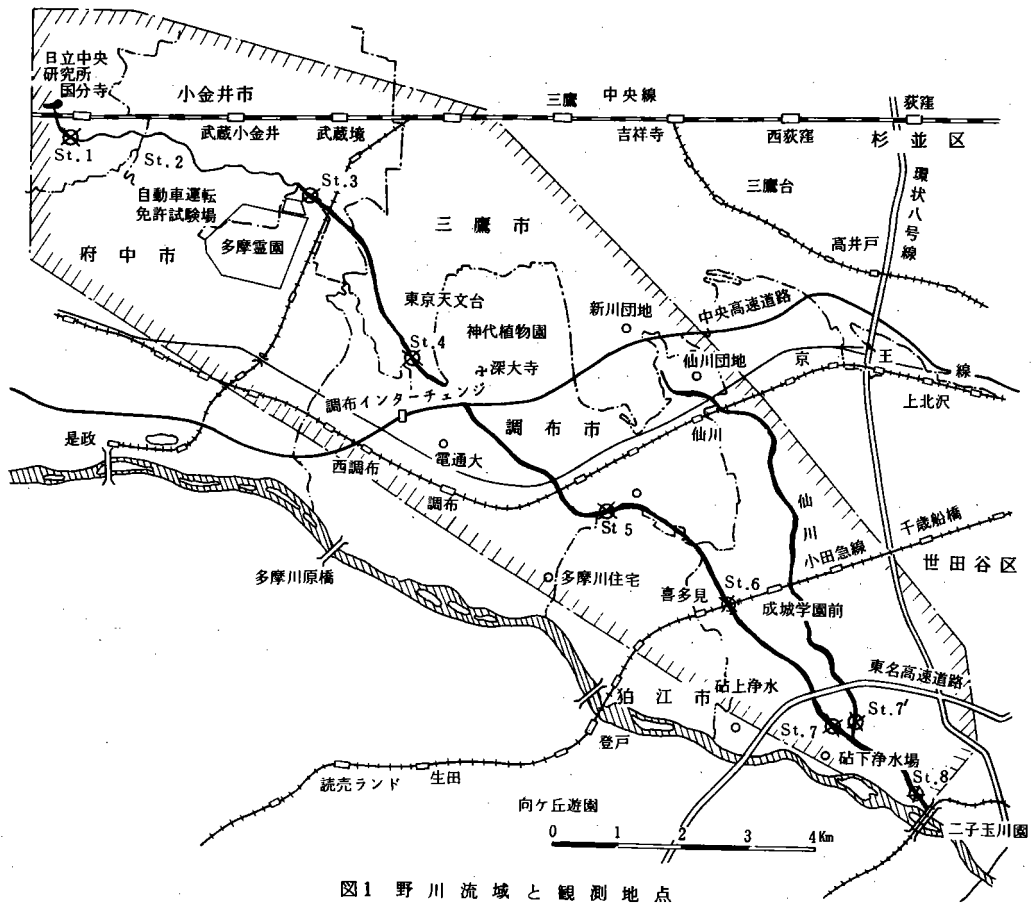 日立中央
研究所
国分寺
小金井市
三鷹
中央線
荻窪
武蔵小金井
武蔵境
吉祥寺
西荻窪
杉並区
St.1
St.2
St.3
自動車運転
免許試験場
多摩霊園
府中市
三鷹市
三鷹台
環状八号線
高井戸
東京天文台
神代植物園
新川団地
中央高速道路
St.4
深大寺
仙川団地
京王線
上北沢
調布インターチェンジ
調布市
仙川
是政
西調布
電通大
調布
St5
仙川
小田急線
千歳船橋
世田谷区
多摩川原橋
多摩川住宅
喜多見
St.6
成城学園前
東名高速道路
狛江市
砧上浄水
St.7
St.7'
登戸
砧下浄水場
St.8
読売ランド
生田
向ケ丘遊園
二子玉川園
0 1 2 3 4Km
図1 野川流域と観測地点